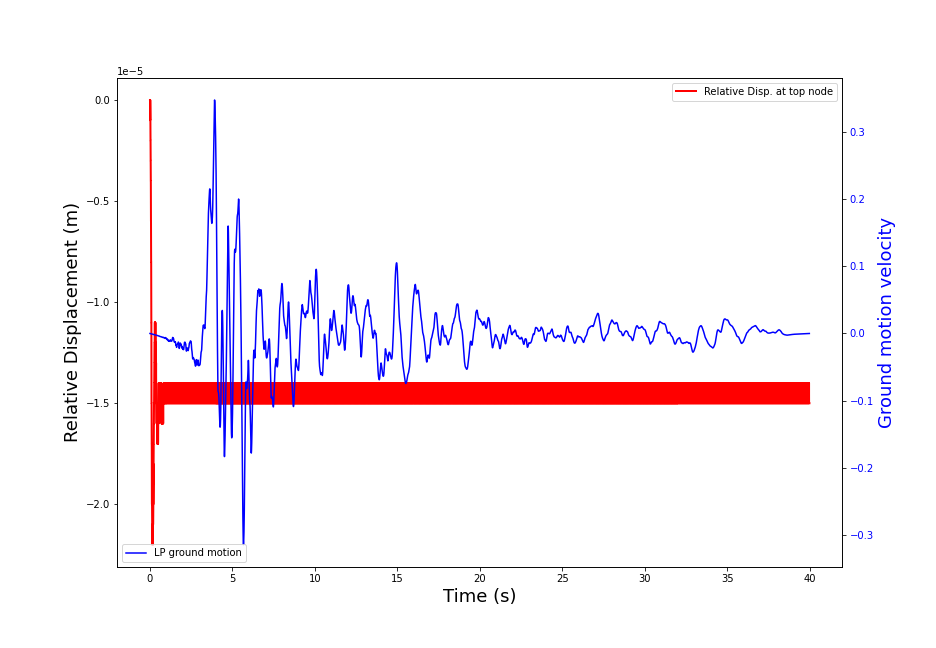 1e−5
Relative Disp. at top node
0.0
−0.5
−1.0
−1.5
−2.0
Relative Displacement (m)
0.3
0.2
0.1
0.0
−0.1
−0.2
−0.3
Ground motion velocity
LP ground motion
0 5 10 15 20 25 30 35 40
Time (s)